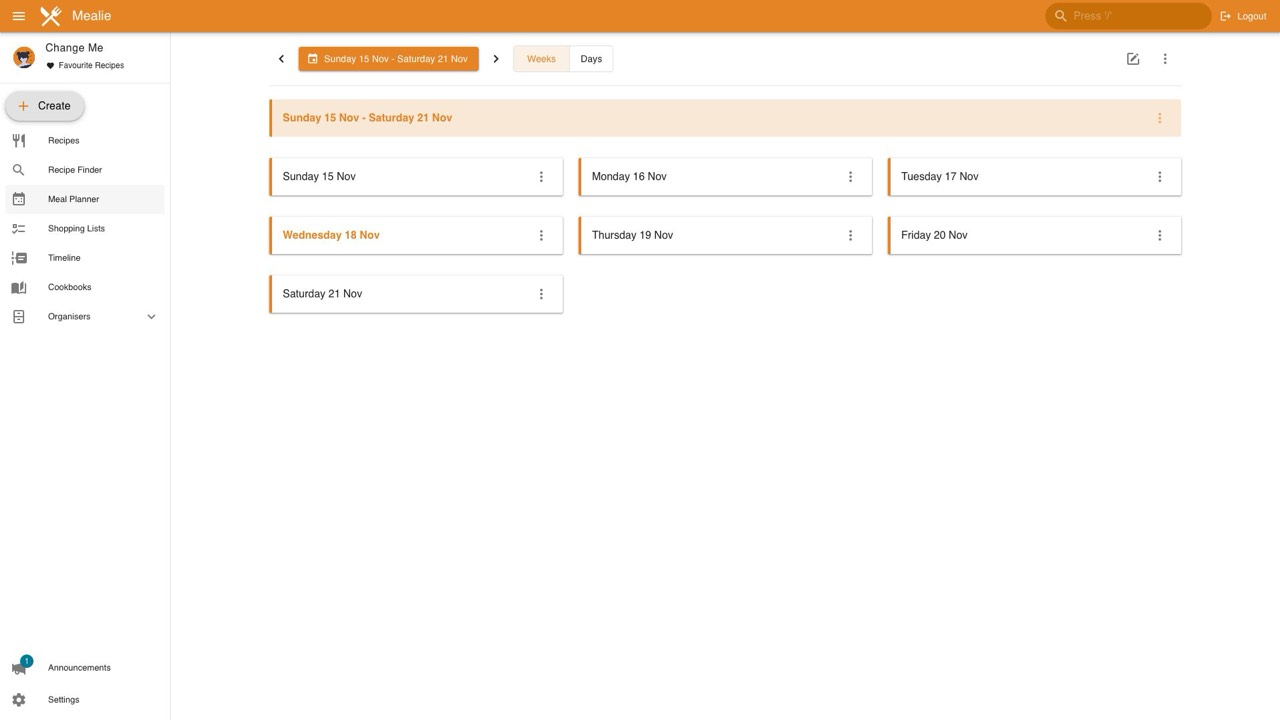 Mealie
Press '/'
Logout
Change Me
Favourite Recipes
Create
Recipes
Recipe Finder
Meal Planner
Shopping Lists
Timeline
Cookbooks
Organisers
1
Announcements
Settings
Sunday 15 Nov - Saturday 21 Nov
Weeks
Days
Sunday 15 Nov - Saturday 21 Nov
Sunday 15 Nov
Monday 16 Nov
Tuesday 17 Nov
Wednesday 18 Nov
Thursday 19 Nov
Friday 20 Nov
Saturday 21 Nov